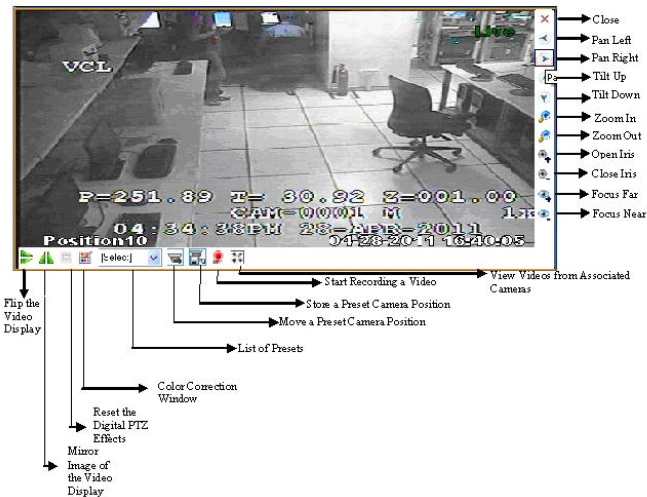 Close
Live
Pan Left
VCL
Pan Right
Pa
Tilt Up
Tilt Down
Zoom In
Zoom Out
Open Iris
Close Iris
P=251.89 T= 30.92 Z=001.00
Focus Far
CAM-0001 M
Focus Near
04:34:38PM 28-APR-2011
Position10
04-28-2011 16:40:05
[Select]
View Videos from Associated
Cameras
Start Recording a Video
Flip the
Video
Display
Store a Preset Camera Position
Move a Preset Camera Position
List of Presets
Color Correction
Window
Reset the
Digital PTZ
Effects
Mirror
Image of
the Video
Display